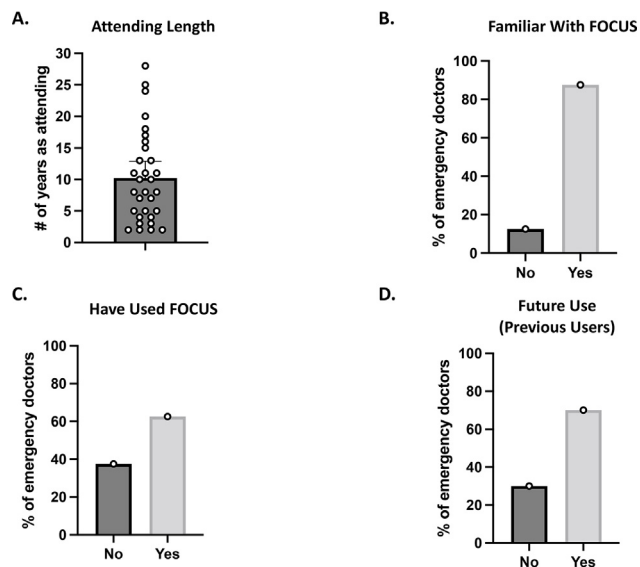 A.
Attending Length
# of years as attending
30
25
20
15
10
5
0
B.
Familiar With FOCUS
% of emergency doctors
100
80
60
40
20
0
No Yes
C.
Have Used FOCUS
% of emergency doctors
100
80
60
40
20
0
No Yes
D.
Future Use
(Previous Users)
% of emergency doctors
100
80
60
40
20
0
No Yes